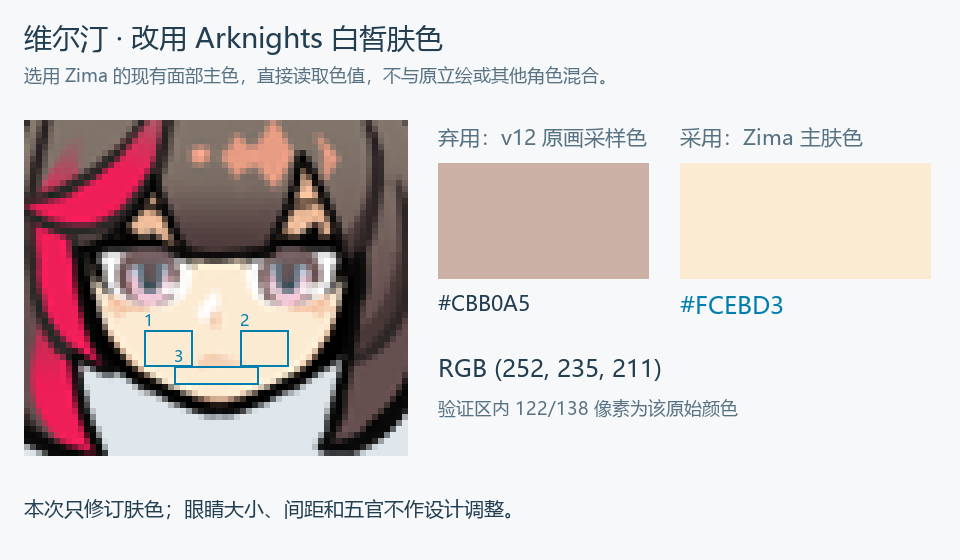 维尔汀 · 改用 Arknights 白皙肤色
选用 Zima 的现有面部主色，直接读取色值，不与原立绘或其他角色混合。
弃用：v12 原画采样色
采用：Zima 主肤色
#CBB0A5
#FCEBD3
1
2
3
RGB (252, 235, 211)
验证区内 122/138 像素为该原始颜色
本次只修订肤色；眼睛大小、间距和五官不作设计调整。